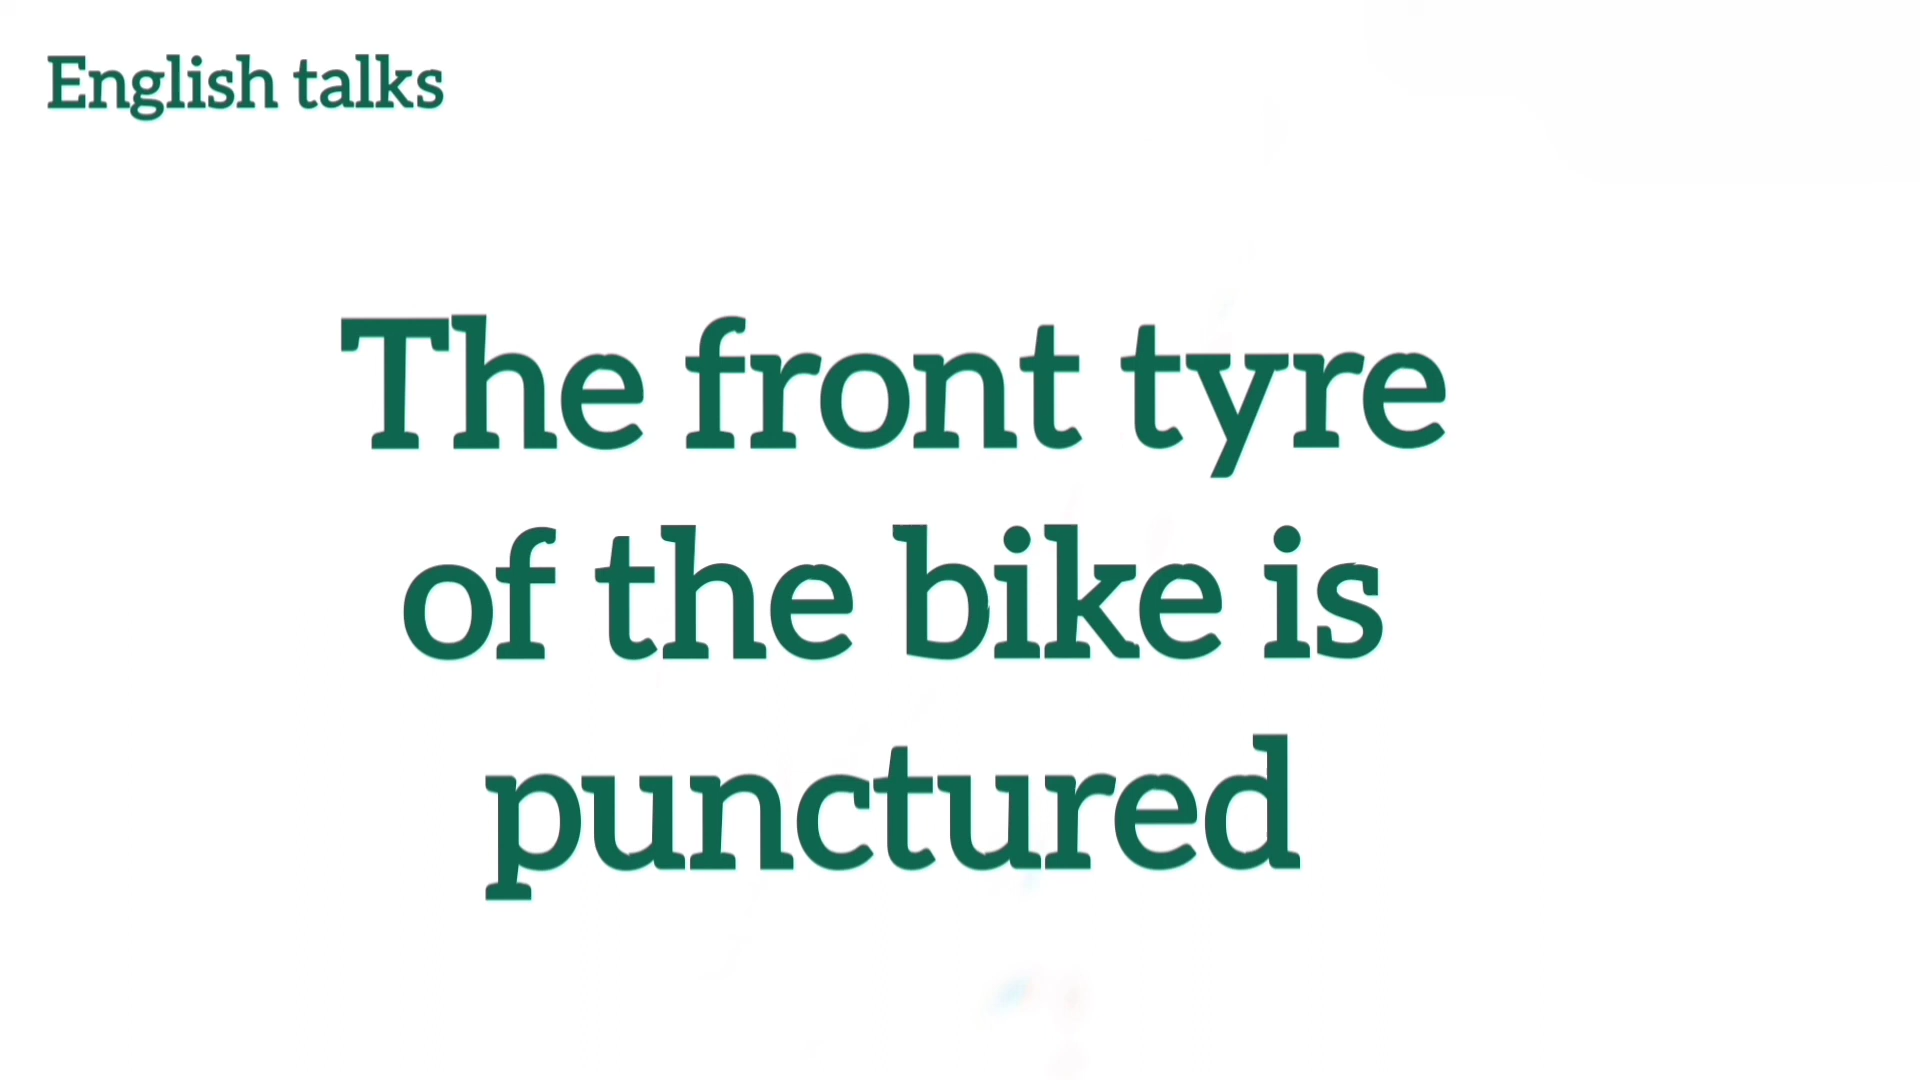 English talks
The front tyre
of the bike is
punctured